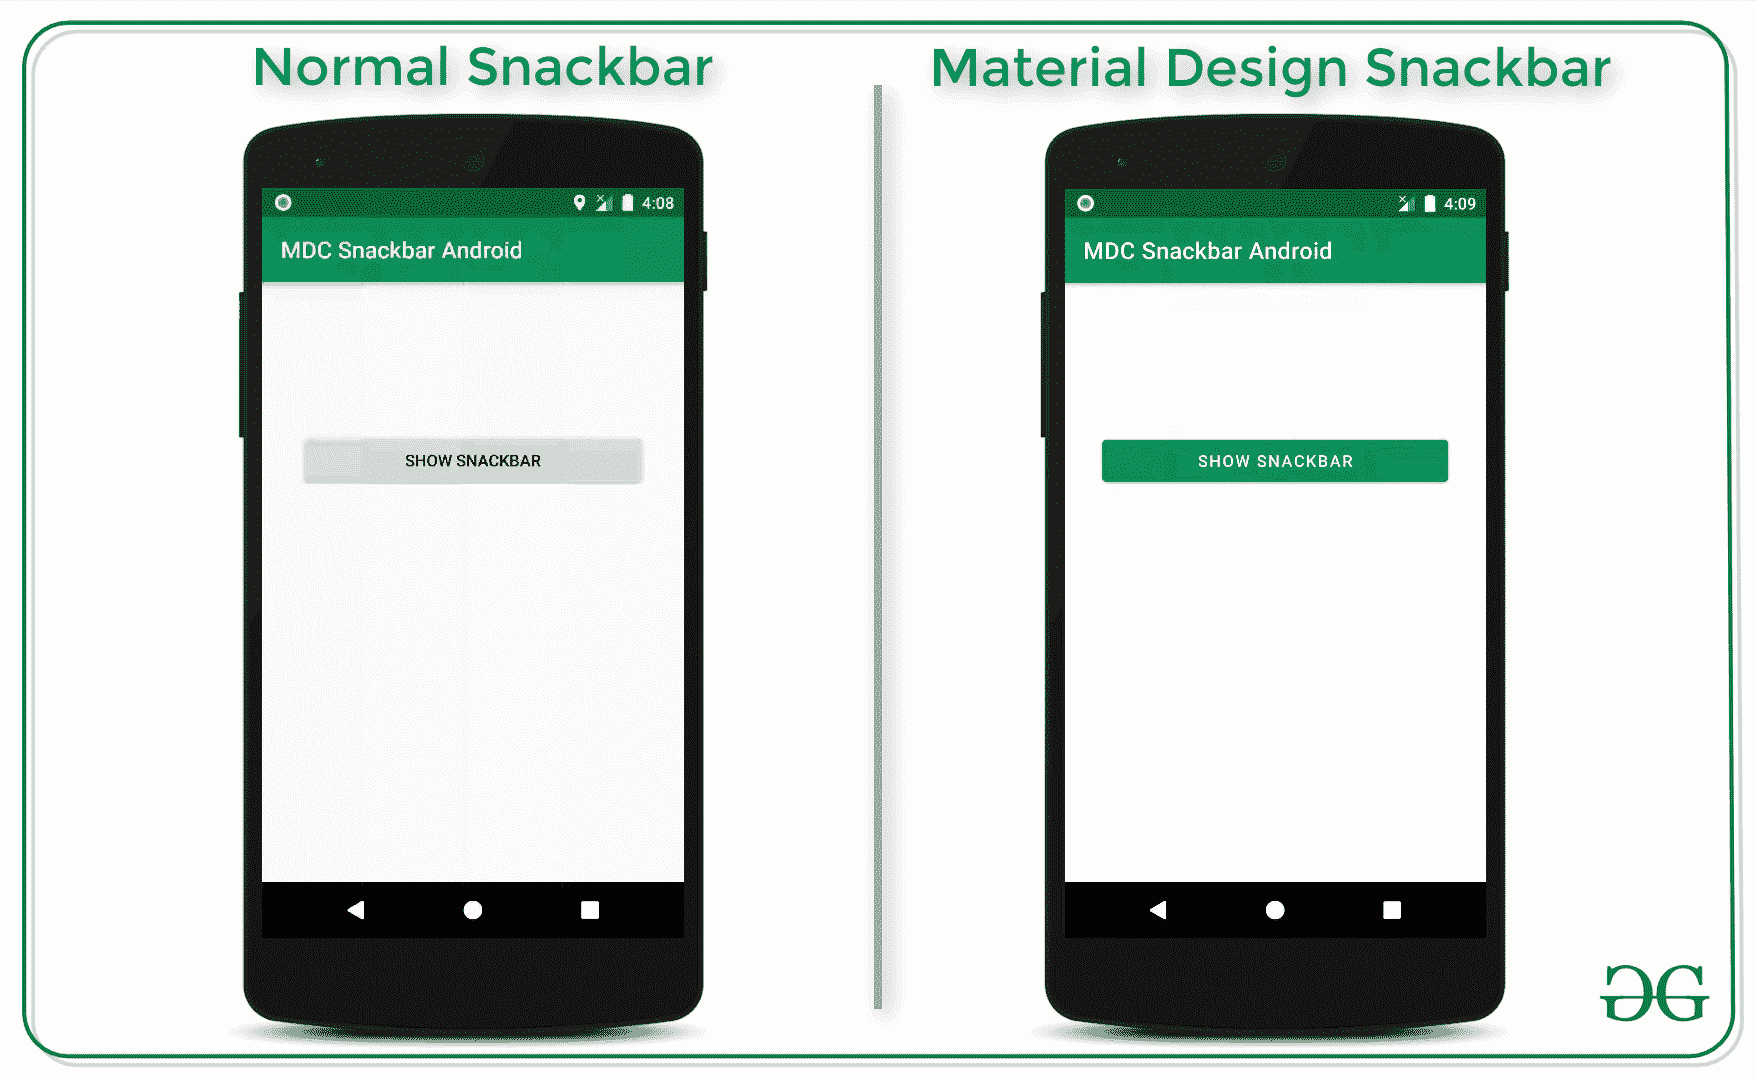 Normal Snackbar
Material Design Snackbar
4:08
MDC Snackbar Android
SHOW SNACKBAR
4:09
MDC Snackbar Android
SHOW SNACKBAR